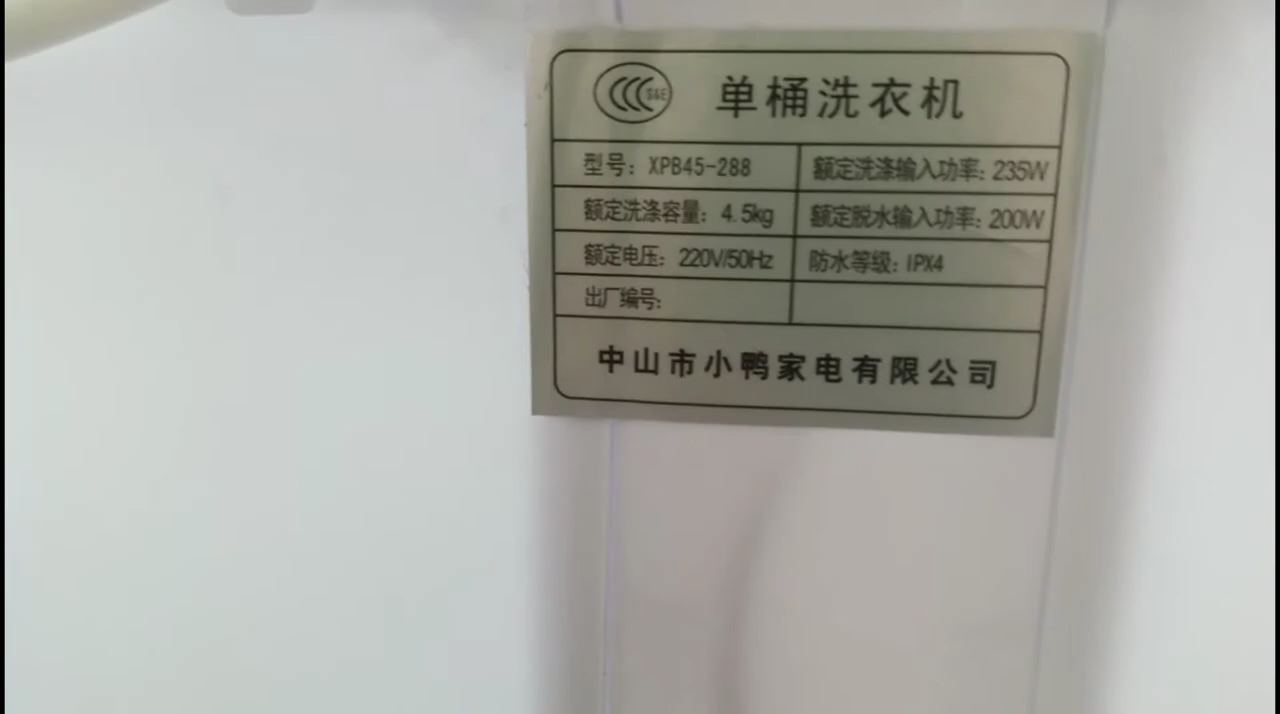 S&E 单桶洗衣机
型号：XPB45-288 额定洗涤输入功率：235W
额定洗涤容量：4.5kg 额定脱水输入功率：200W
额定电压：220V/50Hz 防水等级：IPX4
出厂编号：
中山市小鸭家电有限公司